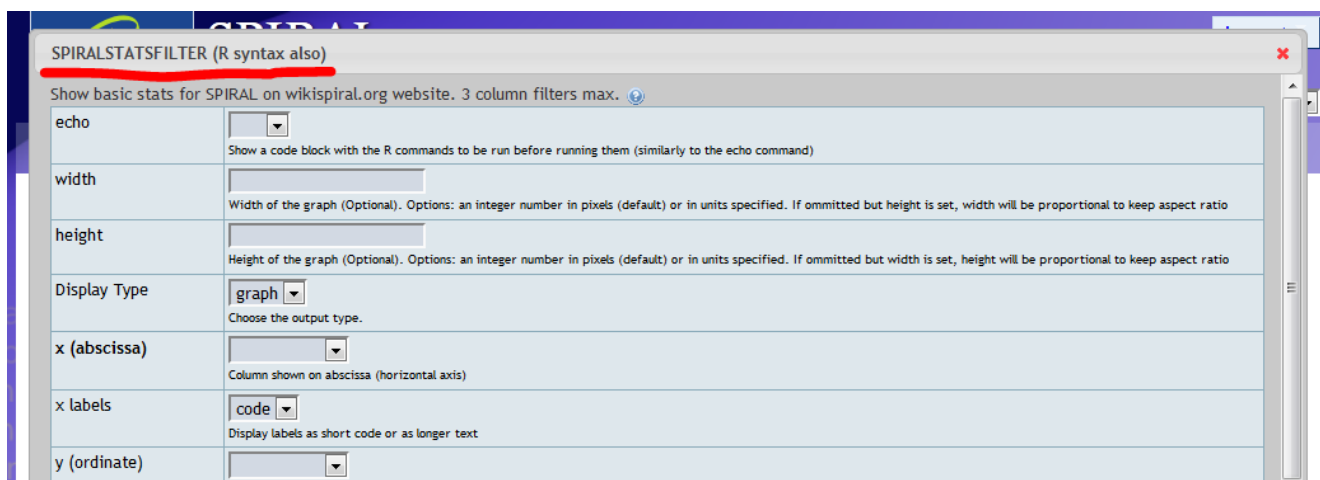 SPIRAL
SPIRALSTATSFILTER (R syntax also)
Show basic stats for SPIRAL on wikispiral.org website. 3 column filters max.
echo
Show a code block with the R commands to be run before running them (similarly to the echo command)
width
Width of the graph (Optional). Options: an integer number in pixels (default) or in units specified. If ommitted but height is set, width will be proportional to keep aspect ratio
height
Height of the graph (Optional). Options: an integer number in pixels (default) or in units specified. If ommitted but width is set, height will be proportional to keep aspect ratio
Display Type
graph
Choose the output type.
x (abscissa)
Column shown on abscissa (horizontal axis)
x labels
code
Display labels as short code or as longer text
y (ordinate)